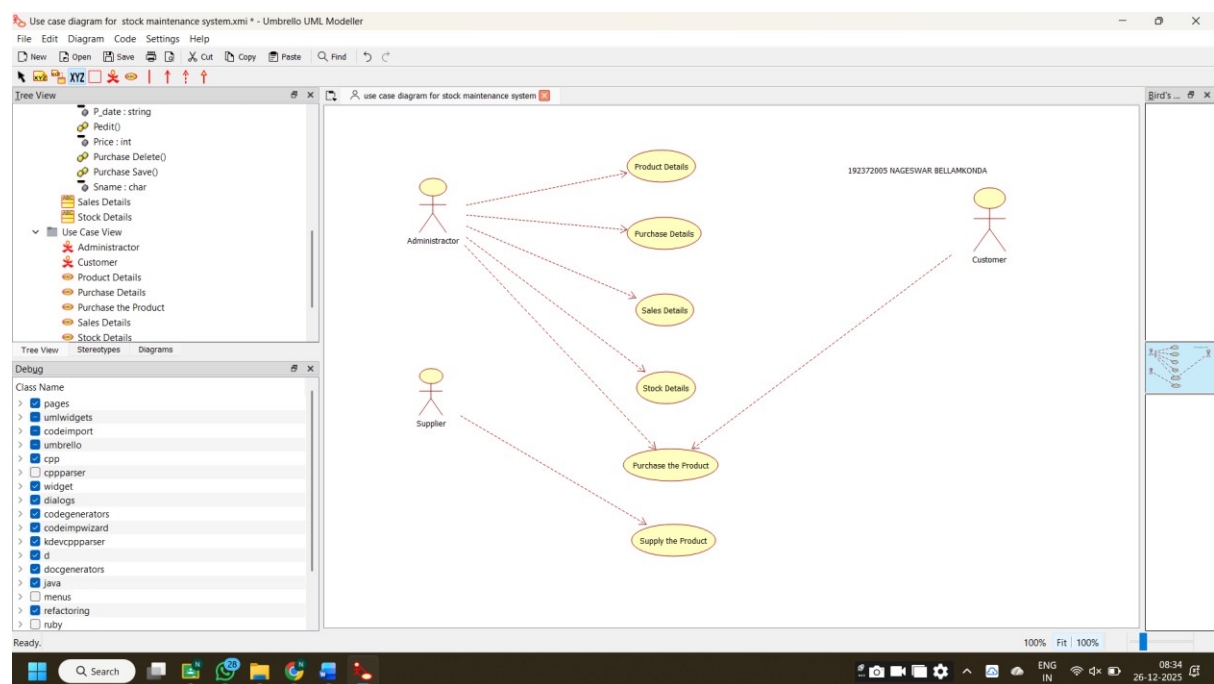 Use case diagram for stock maintenance system.xmi * - Umbrello UML Modeller
File Edit Diagram Code Settings Help
New Open Save Cut Copy Paste Find
XYZ
Tree View
use case diagram for stock maintenance system
Bird's ...
P_date : string
Pedit()
Price : int
Purchase Delete()
Purchase Save()
Sname : char
Sales Details
Stock Details
Use Case View
Administractor
Customer
Product Details
Purchase Details
Purchase the Product
Sales Details
Stock Details
Tree View Stereotypes Diagrams
Debug
Class Name
pages
umlwidgets
codeimport
umbrello
cpp
cppparser
widget
dialogs
codegenerators
codeimpwizard
kdevcppparser
d
docgenerators
java
menus
refactoring
ruby
Product Details
192372005 NAGESWAR BELLAMKONDA
Purchase Details
Administractor
Customer
Sales Details
Stock Details
Supplier
Purchase the Product
Supply the Product
Ready.
100% Fit 100%
Search
28
ENG
IN
08:34
26-12-2025